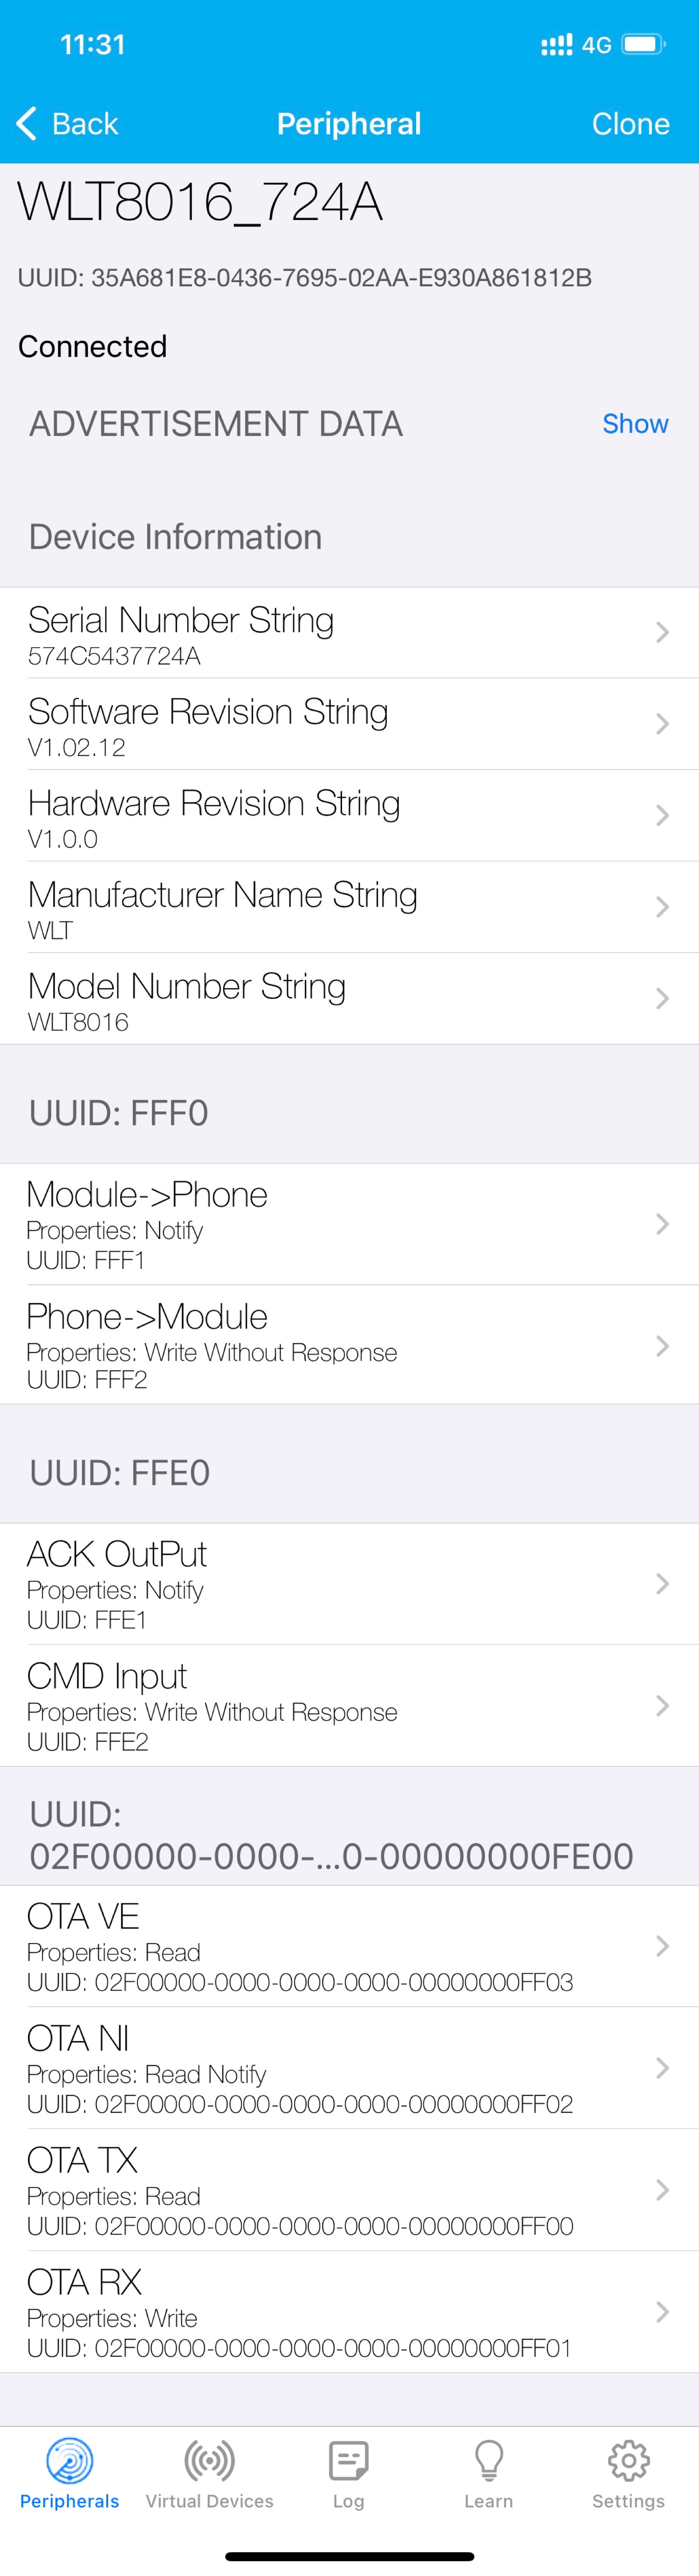 11:31
4G
Back
Peripheral
Clone
WLT8016_724A
UUID: 35A681E8-0436-7695-02AA-E930A861812B
Connected
ADVERTISEMENT DATA
Show
Device Information
Serial Number String
574C5437724A
Software Revision String
V1.02.12
Hardware Revision String
V1.0.0
Manufacturer Name String
WLT
Model Number String
WLT8016
UUID: FFF0
Module->Phone
Properties: Notify
UUID: FFF1
Phone->Module
Properties: Write Without Response
UUID: FFF2
UUID: FFE0
ACK OutPut
Properties: Notify
UUID: FFE1
CMD Input
Properties: Write Without Response
UUID: FFE2
UUID:
02F00000-0000-...0-00000000FE00
OTA VE
Properties: Read
UUID: 02F00000-0000-0000-0000-00000000FF03
OTA NI
Properties: Read Notify
UUID: 02F00000-0000-0000-0000-00000000FF02
OTA TX
Properties: Read
UUID: 02F00000-0000-0000-0000-00000000FF00
OTA RX
Properties: Write
UUID: 02F00000-0000-0000-0000-00000000FF01
Peripherals
Virtual Devices
Log
Learn
Settings